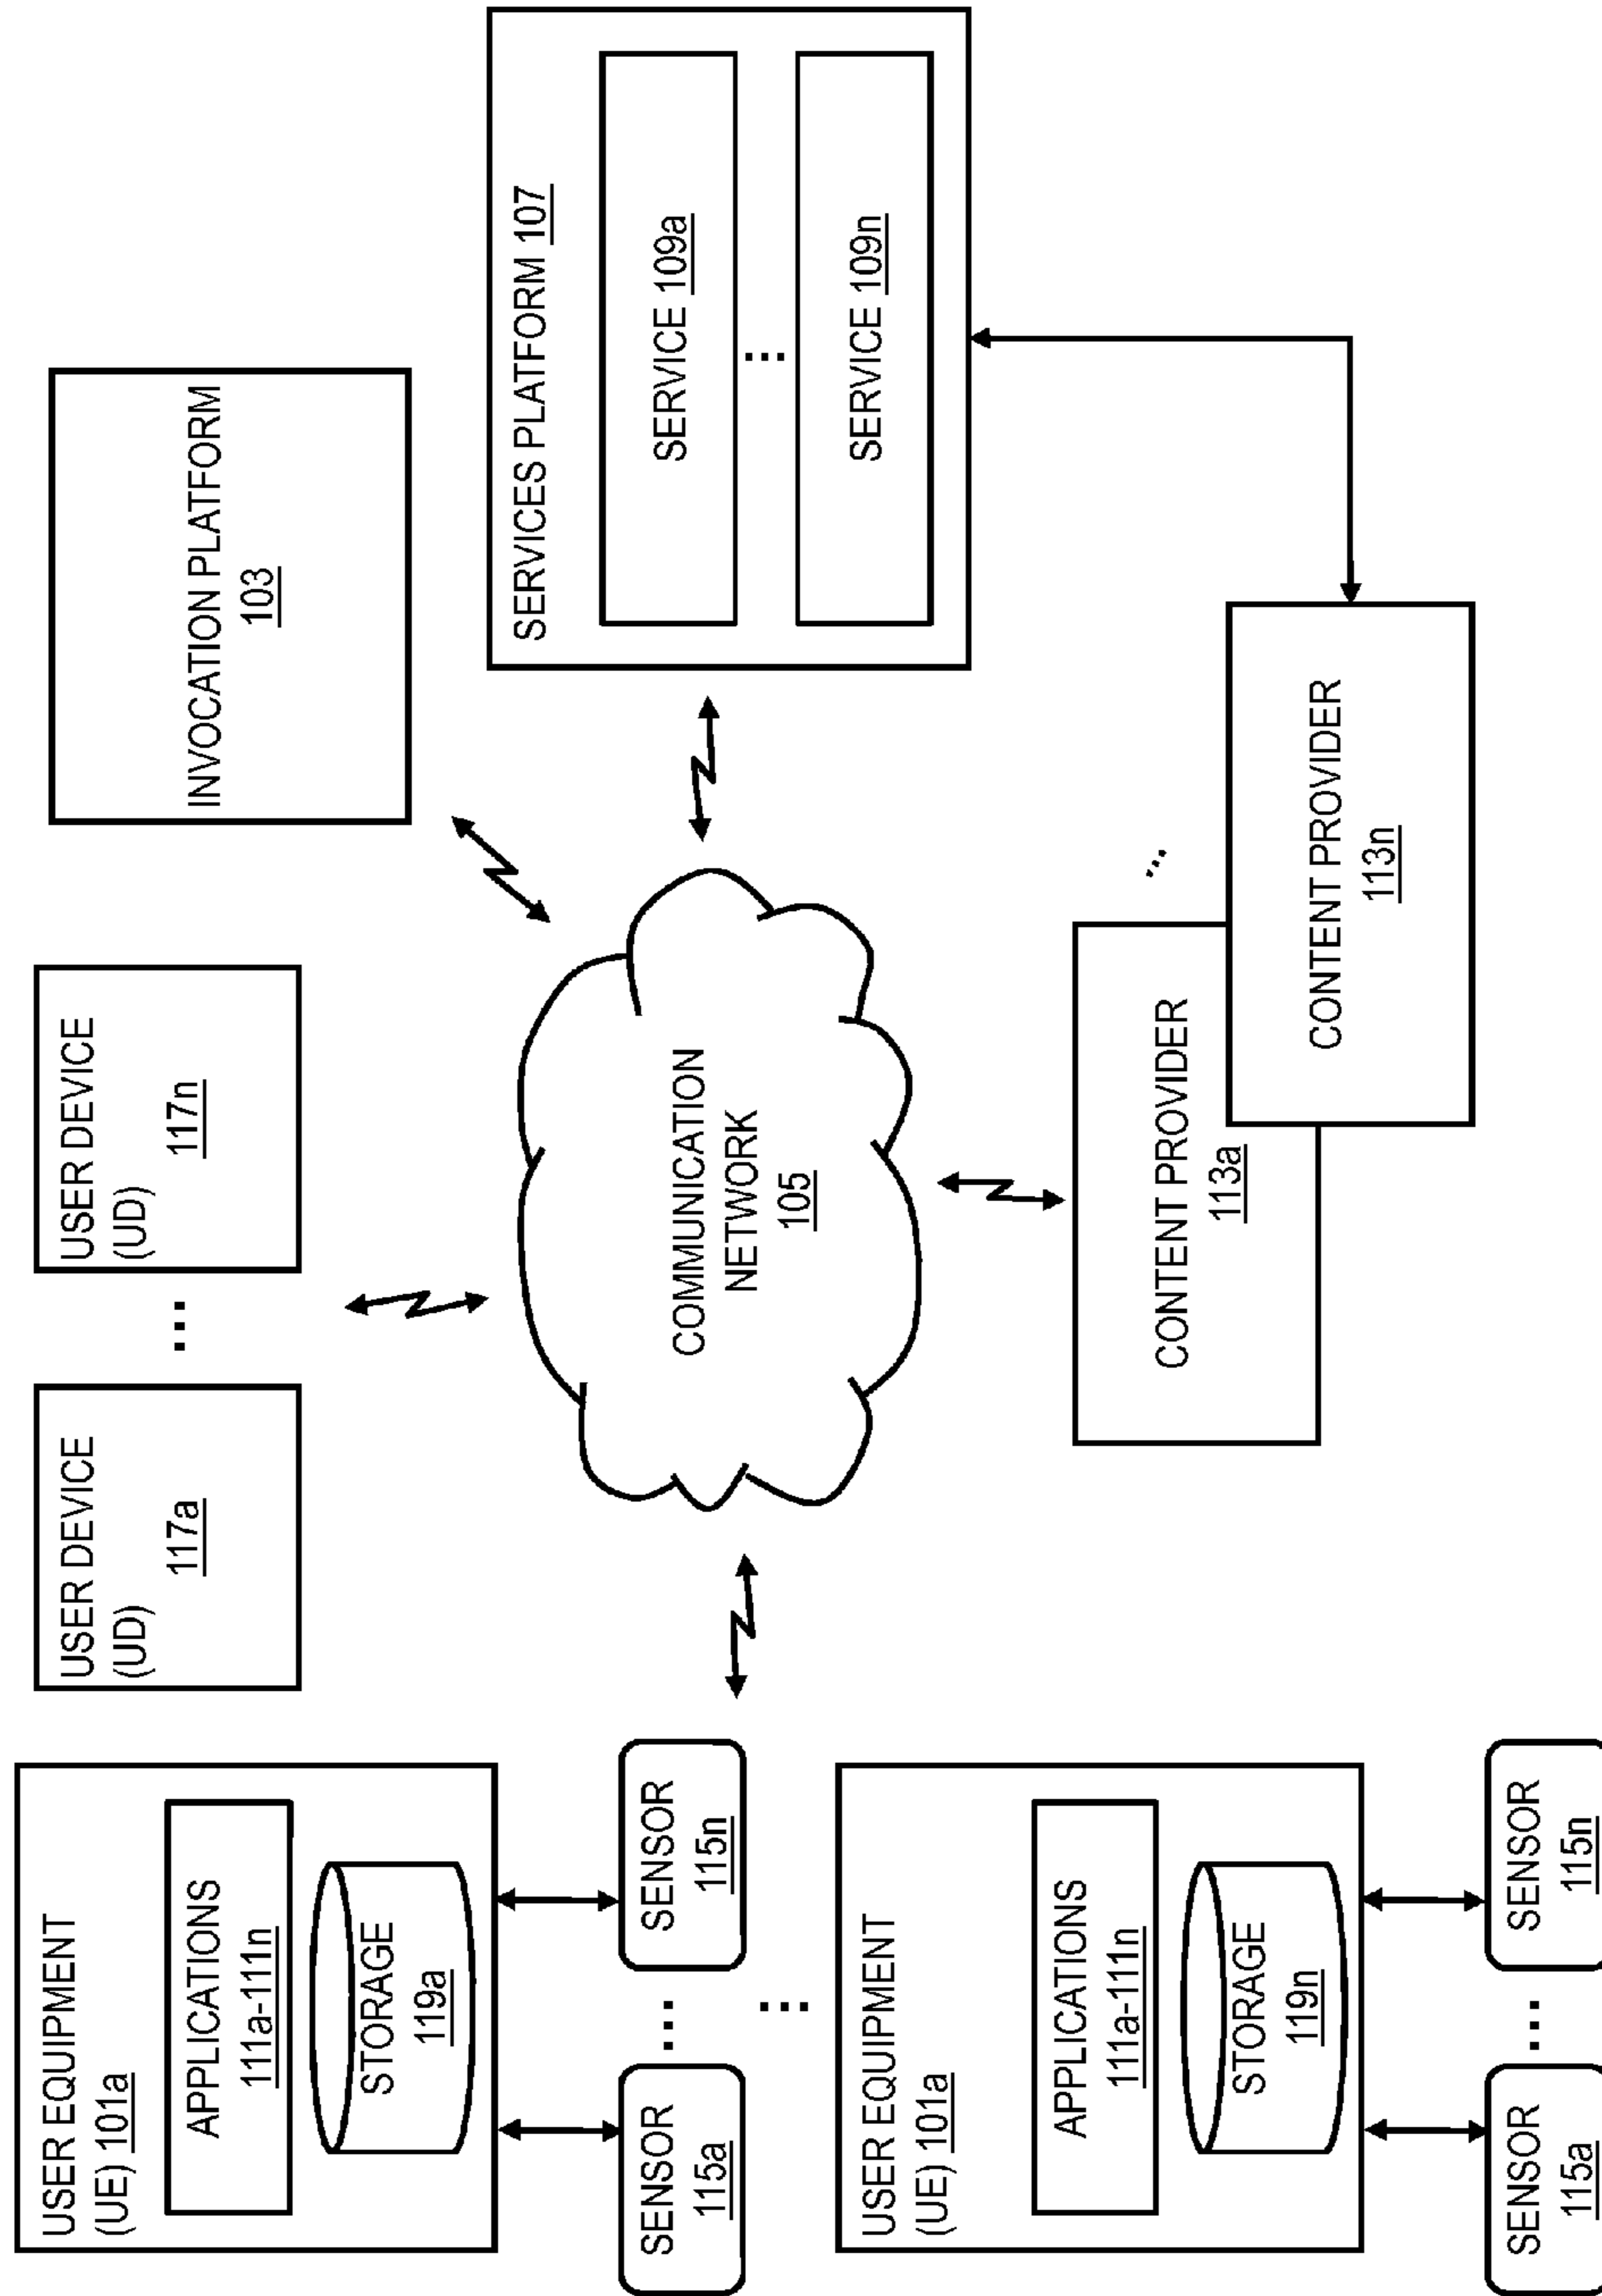 USER EQUIPMENT
(UE) 101a
APPLICATIONS
111a-111n
STORAGE
119a
SENSOR
115a
...
SENSOR
115n
...
USER EQUIPMENT
(UE) 101a
APPLICATIONS
111a-111n
STORAGE
119n
SENSOR
115a
...
SENSOR
115n
USER DEVICE
(UD)
117a
...
USER DEVICE
(UD)
117n
COMMUNICATION
NETWORK
105
INVOCATION PLATFORM
103
SERVICES PLATFORM 107
SERVICE 109a
...
SERVICE 109n
CONTENT PROVIDER
113a
...
CONTENT PROVIDER
113n